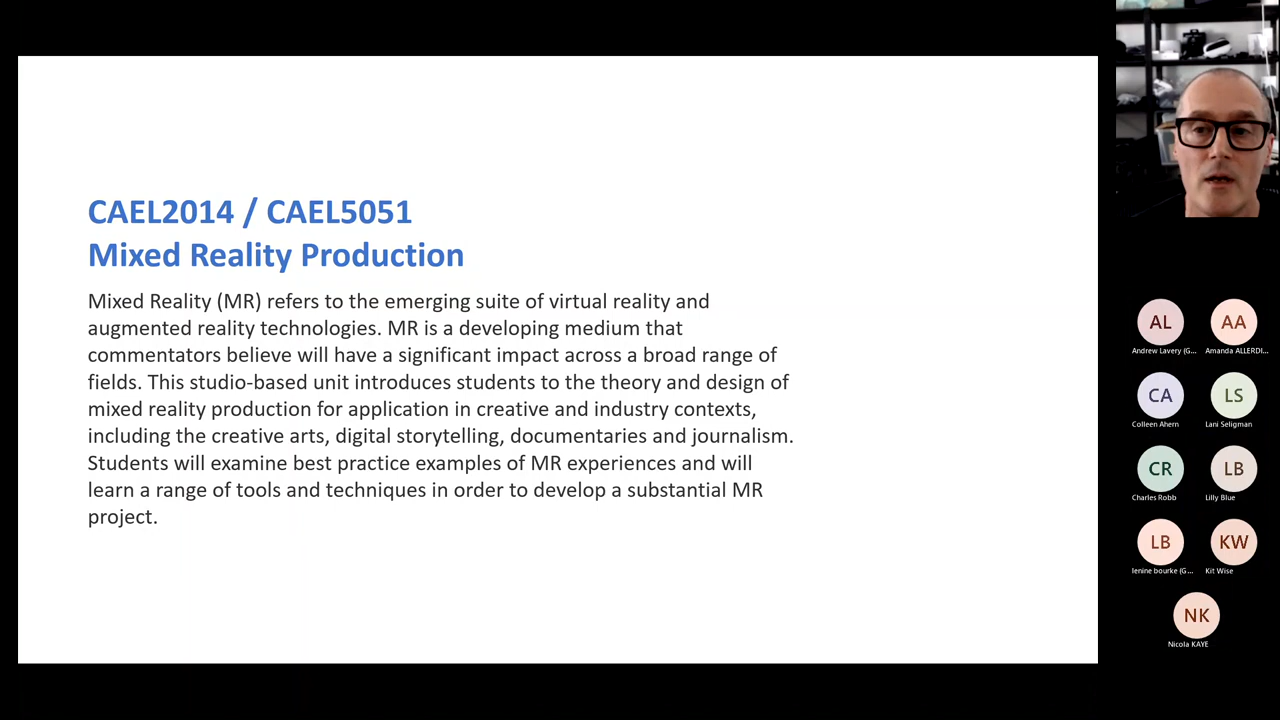 CAEL2014 / CAEL5051
Mixed Reality Production
Mixed Reality (MR) refers to the emerging suite of virtual reality and
augmented reality technologies. MR is a developing medium that
commentators believe will have a significant impact across a broad range of
fields. This studio-based unit introduces students to the theory and design of
mixed reality production for application in creative and industry contexts,
including the creative arts, digital storytelling, documentaries and journalism.
Students will examine best practice examples of MR experiences and will
learn a range of tools and techniques in order to develop a substantial MR
project.
AL
Andrew Lavery (G...
AA
Amanda ALLERDI...
CA
Colleen Ahern
LS
Lani Seligman
CR
Charles Robb
LB
Lilly Blue
LB
lenine bourke (G...
KW
Kit Wise
NK
Nicola KAYE